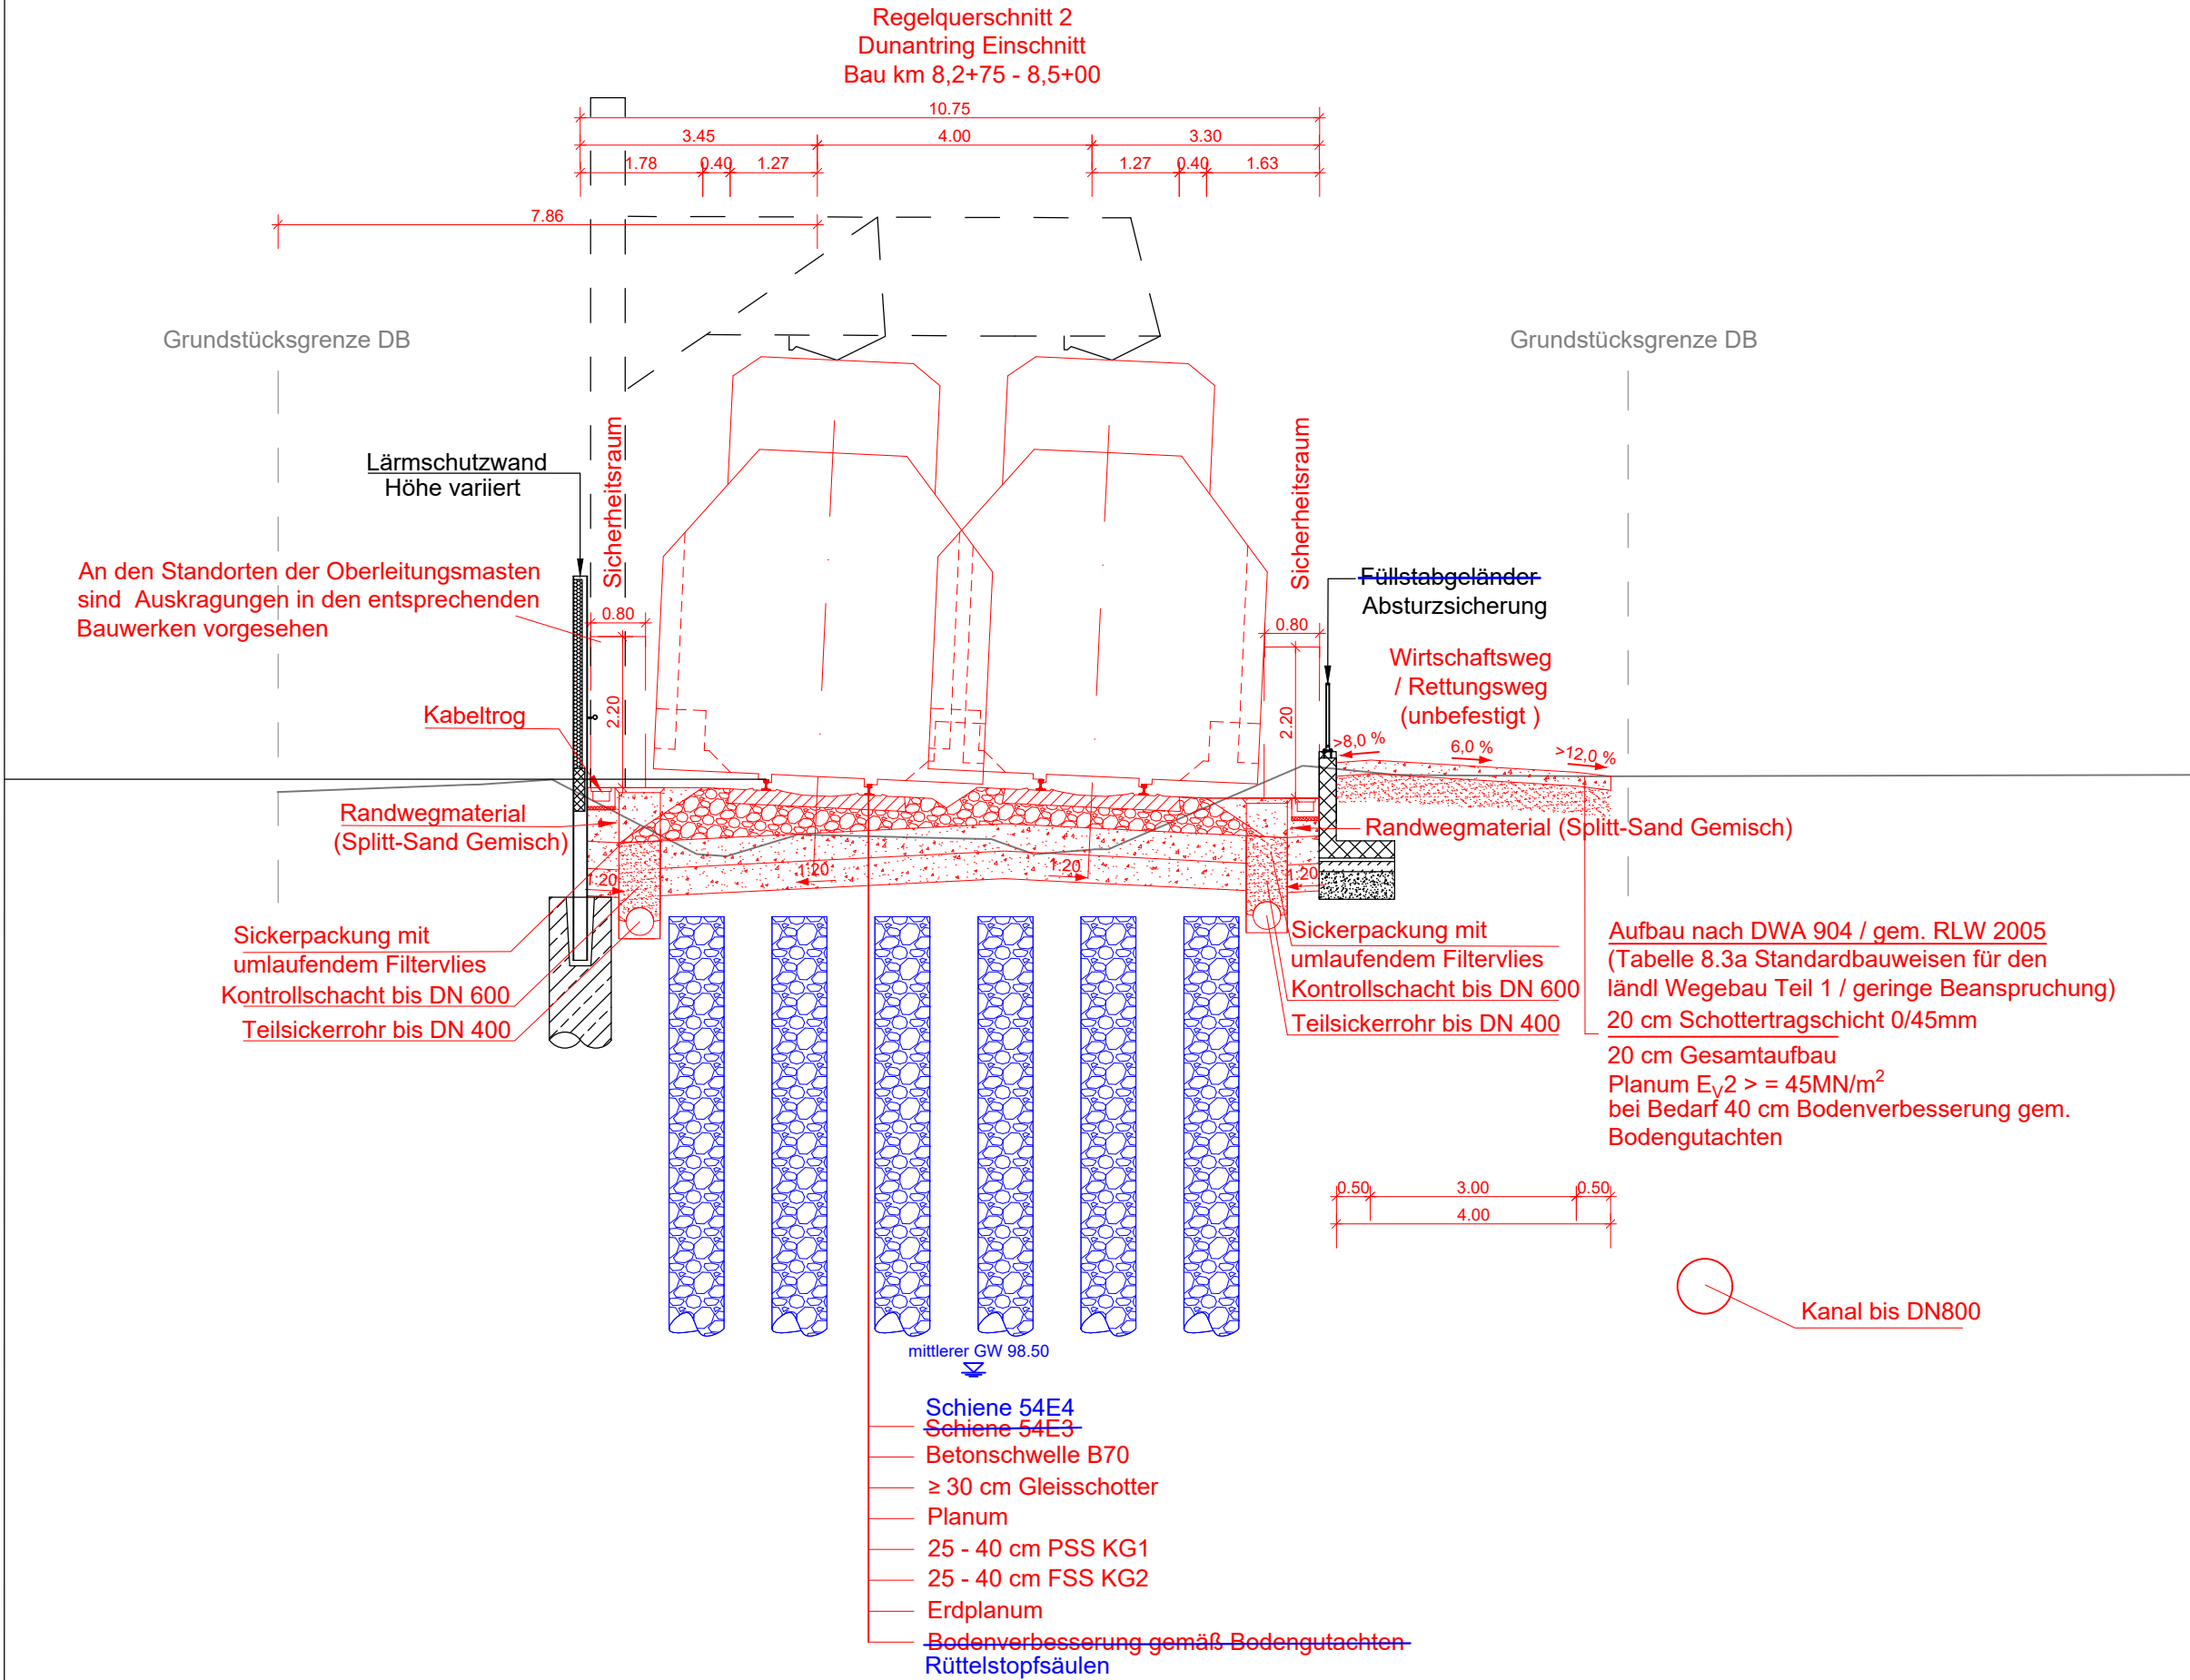 Regelquerschnitt 2
Dunantring Einschnitt
Bau km 8,2+75 - 8,5+00
10.75
3.45
4.00
3.30
1.78
0.40
1.27
1.27
0.40
1.63
7.86
Grundstücksgrenze DB
Grundstücksgrenze DB
Lärmschutzwand
Höhe variiert
Sicherheitsraum
Sicherheitsraum
An den Standorten der Oberleitungsmasten
sind Auskragungen in den entsprechenden
Bauwerken vorgesehen
0.80
2.20
0.80
2.20
Füllstabgeländer
Absturzsicherung
Wirtschaftsweg
/ Rettungsweg
(unbefestigt )
>8,0 %
6,0 %
>12,0 %
Kabeltrog
Randwegmaterial
(Splitt-Sand Gemisch)
Randwegmaterial (Splitt-Sand Gemisch)
1:20
1:20
1:20
1:20
Sickerpackung mit
umlaufendem Filtervlies
Kontrollschacht bis DN 600
Teilsickerrohr bis DN 400
Sickerpackung mit
umlaufendem Filtervlies
Kontrollschacht bis DN 600
Teilsickerrohr bis DN 400
Aufbau nach DWA 904 / gem. RLW 2005
(Tabelle 8.3a Standardbauweisen für den
ländl Wegebau Teil 1 / geringe Beanspruchung)
20 cm Schottertragschicht 0/45mm
20 cm Gesamtaufbau
Planum EV2 > = 45MN/m²
bei Bedarf 40 cm Bodenverbesserung gem.
Bodengutachten
0.50
3.00
0.50
4.00
Kanal bis DN800
mittlerer GW 98.50
Schiene 54E4
Schiene 54E3
Betonschwelle B70
≥ 30 cm Gleisschotter
Planum
25 - 40 cm PSS KG1
25 - 40 cm FSS KG2
Erdplanum
Bodenverbesserung gemäß Bodengutachten
Rüttelstopfsäulen